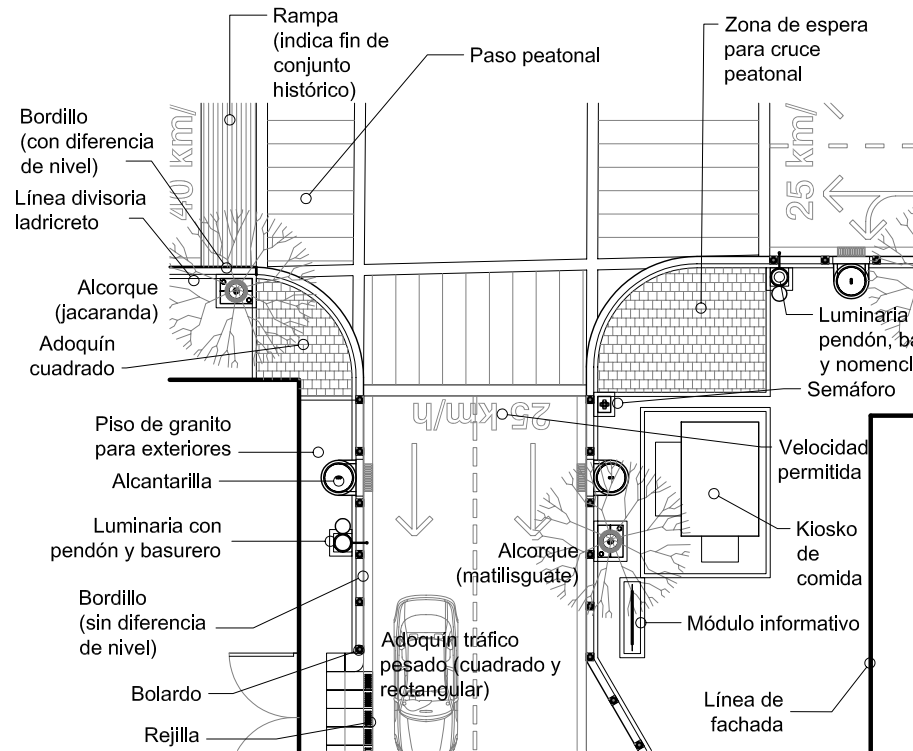 Rampa
(indica fin de
conjunto
histórico)
Paso peatonal
Zona de espera
para cruce
peatonal
Bordillo
(con diferencia
de nivel)
40 km/
25 km/
Línea divisoria
ladricreto
Alcorque
(jacaranda)
Adoquín
cuadrado
Luminaria
pendón, ba
y nomencl
Semáforo
25 km/h
Piso de granito
para exteriores
Velocidad
permitida
Alcantarilla
Luminaria con
pendón y basurero
Alcorque
(matilisguate)
Kiosko
de
comida
Bordillo
(sin diferencia
de nivel)
Módulo informativo
Adoquín tráfico
pesado (cuadrado y
rectangular)
Bolardo
Línea de
fachada
Rejilla